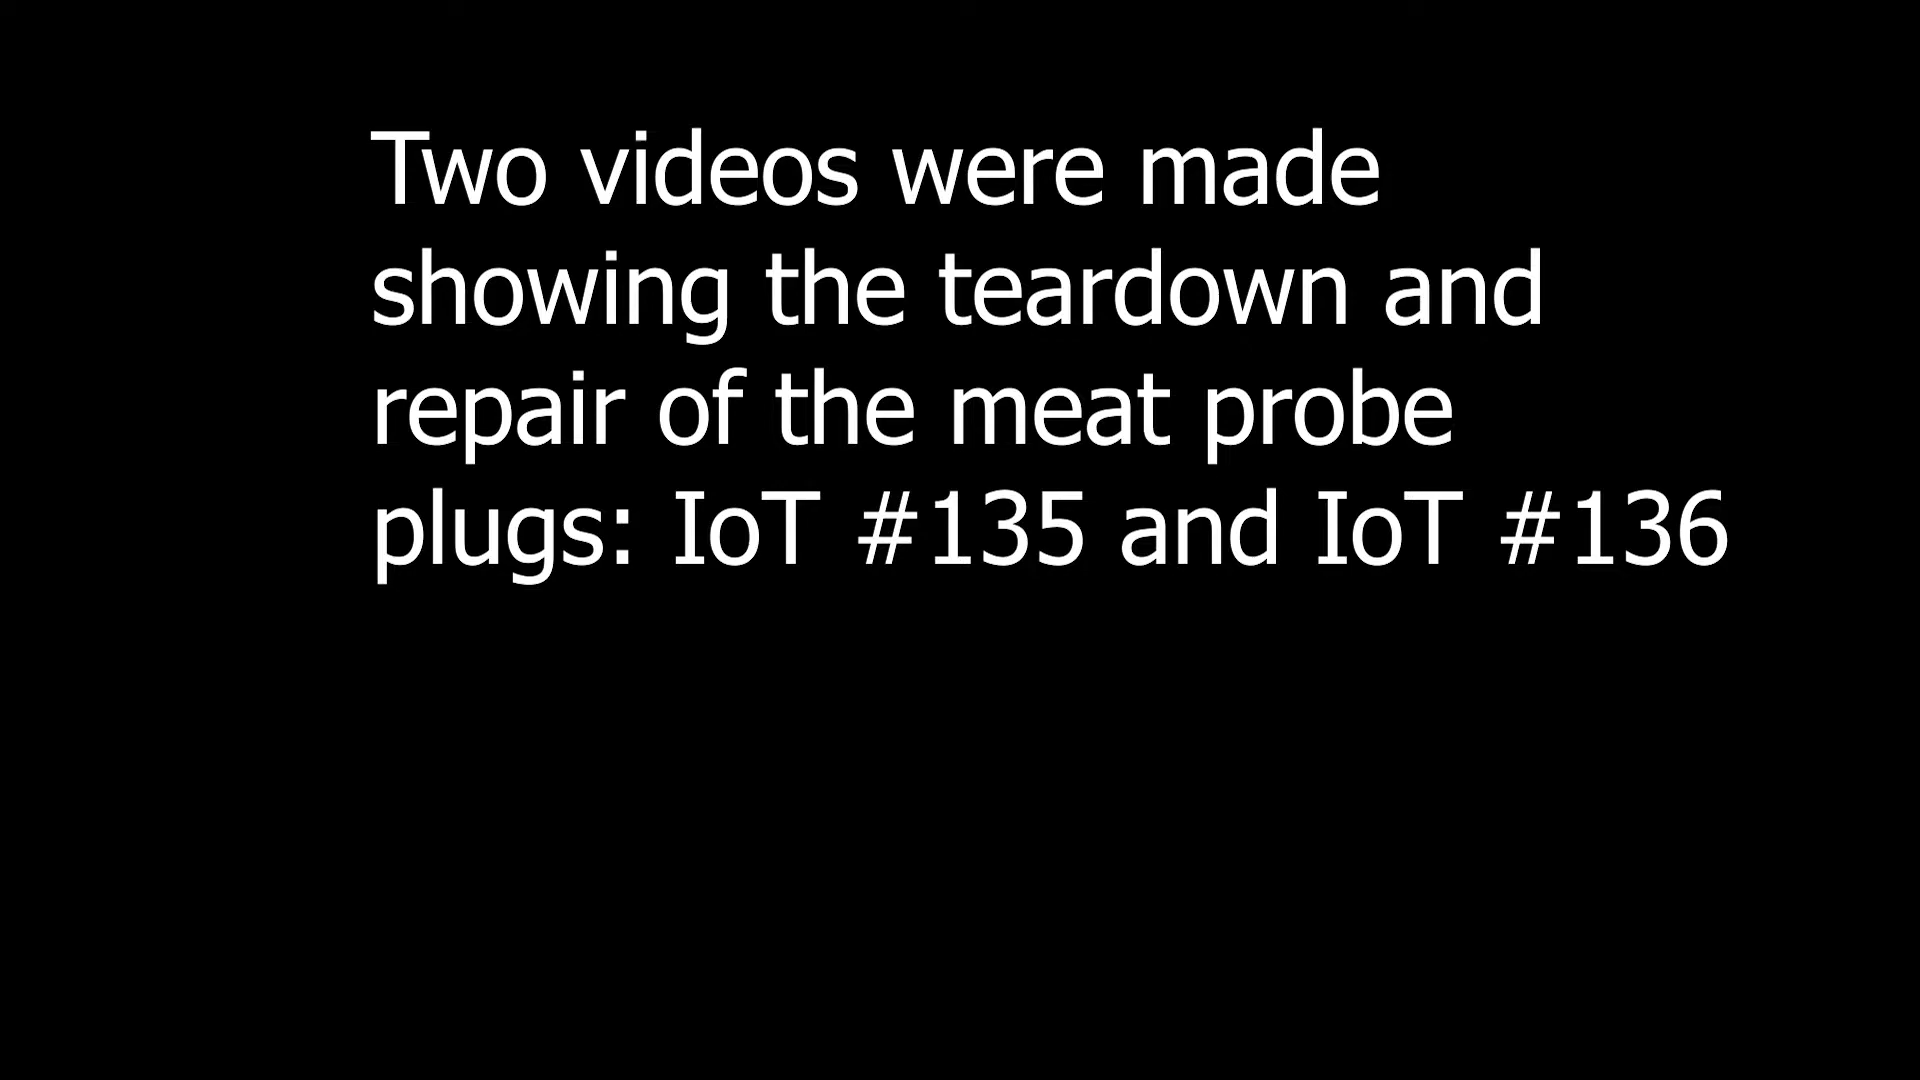 Two videos were made
showing the teardown and
repair of the meat probe
plugs: IoT #135 and IoT #136